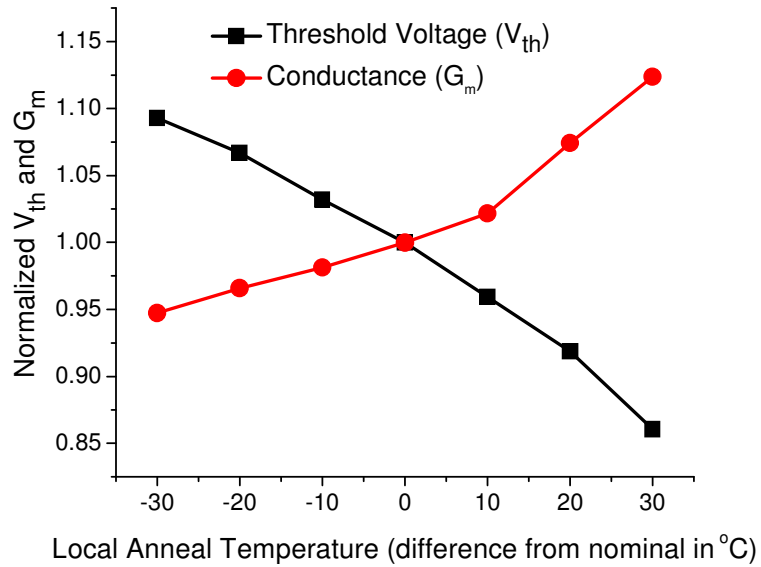 Threshold Voltage (Vth)
Conductance (Gm)
Normalized Vth and Gm
1.15
1.10
1.05
1.00
0.95
0.90
0.85
-30 -20 -10 0 10 20 30
Local Anneal Temperature (difference from nominal in °C)